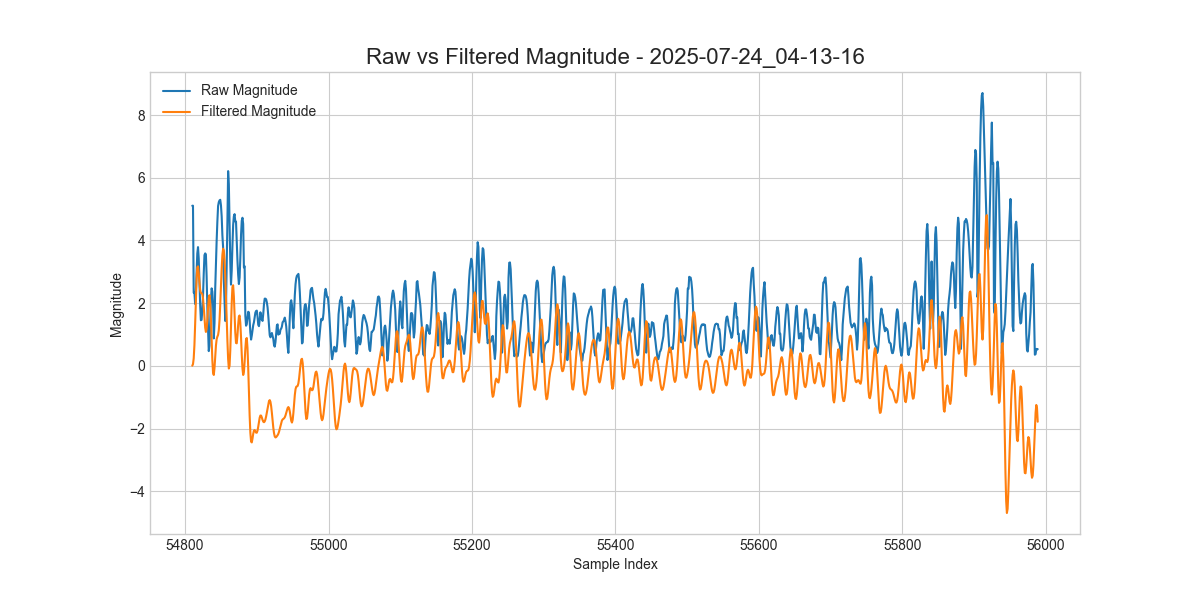 Raw vs Filtered Magnitude - 2025-07-24_04-13-16
Raw Magnitude
Filtered Magnitude
Magnitude
8
6
4
2
0
−2
−4
54800 55000 55200 55400 55600 55800 56000
Sample Index